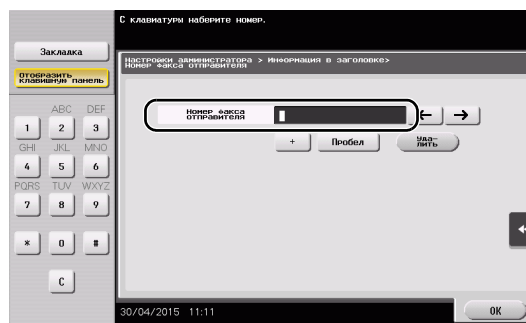 С клавиатуры наберите номер.
Закладка
Отобразить
клавишную панель
Настройки администратора > Информация в заголовке>
Номер факса отправителя
Номер факса
отправителя
← →
+ Пробел Уда-
лить
ABC DEF
1 2 3
GHI JKL MNO
4 5 6
PQRS TUV WXYZ
7 8 9
* 0 #
C
30/04/2015 11:11
OK